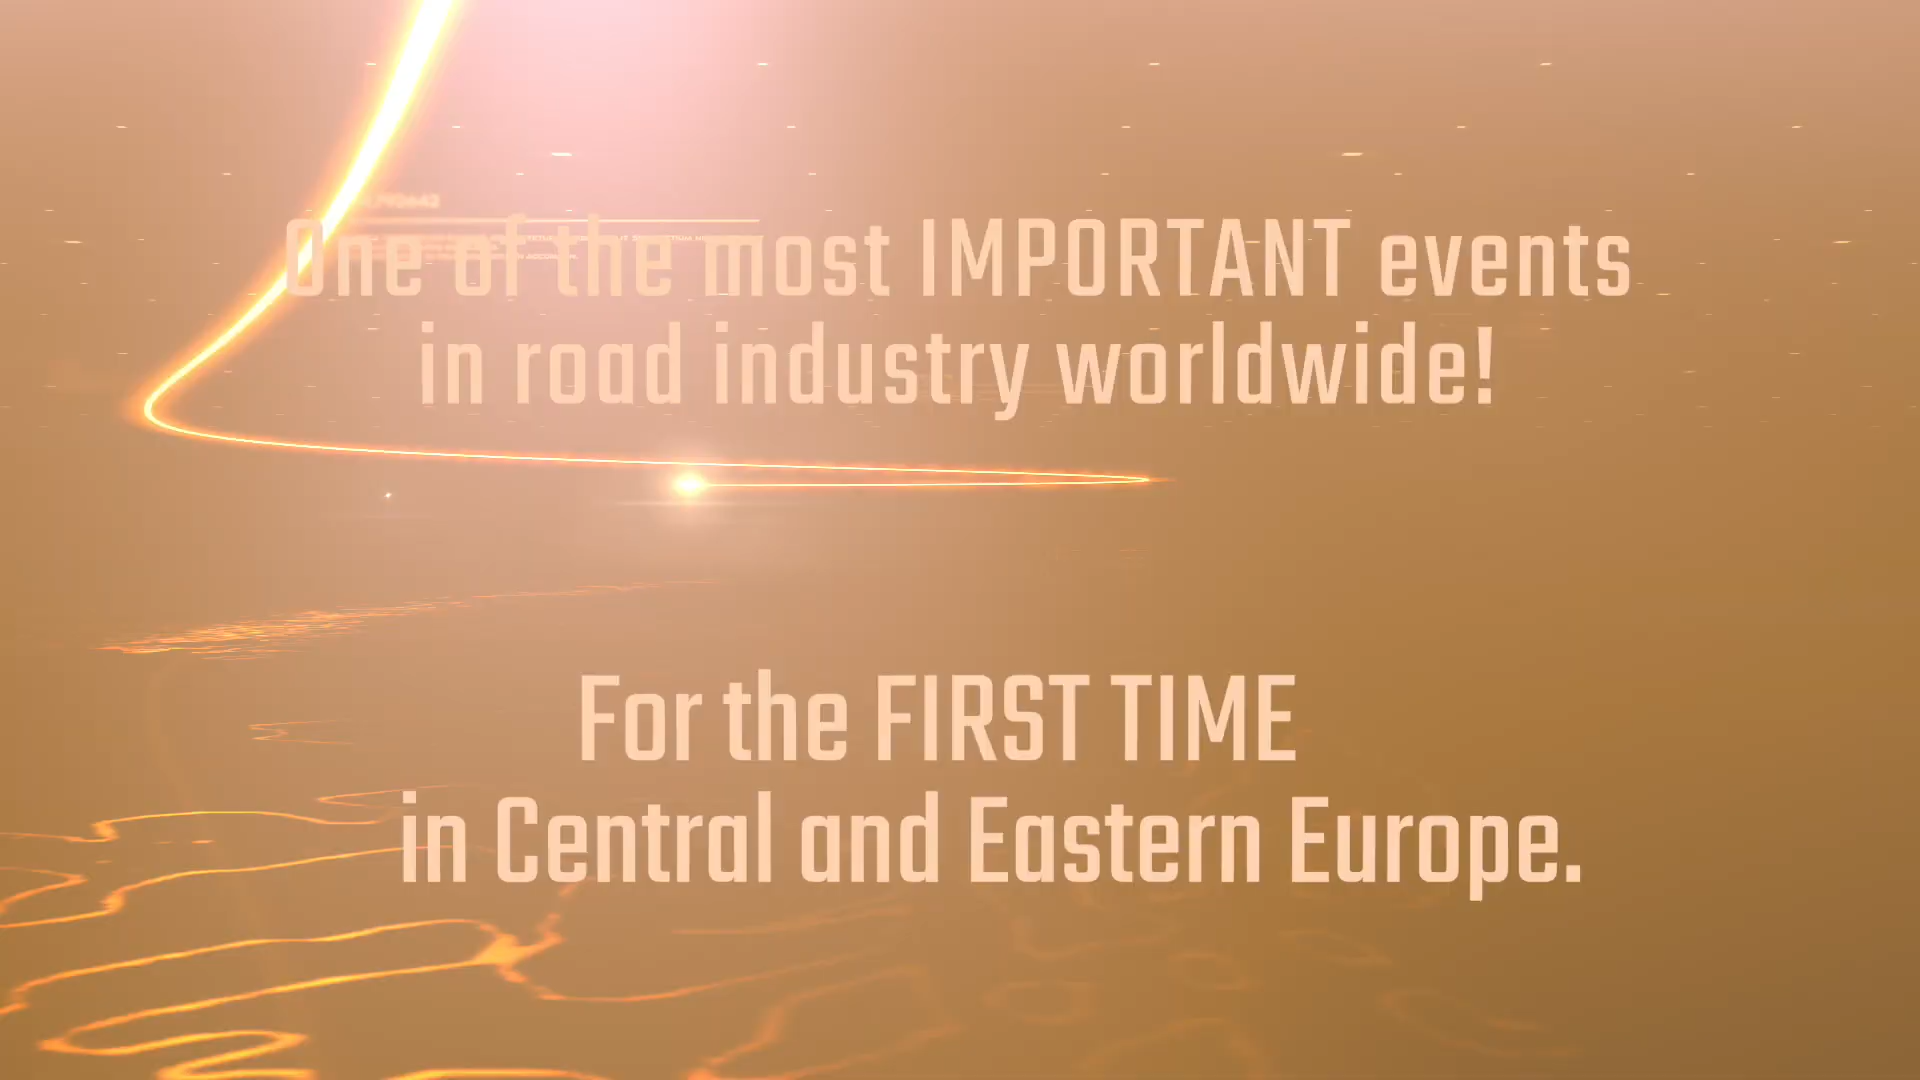 One of the most IMPORTANT events
in road industry worldwide!
For the FIRST TIME
in Central and Eastern Europe.